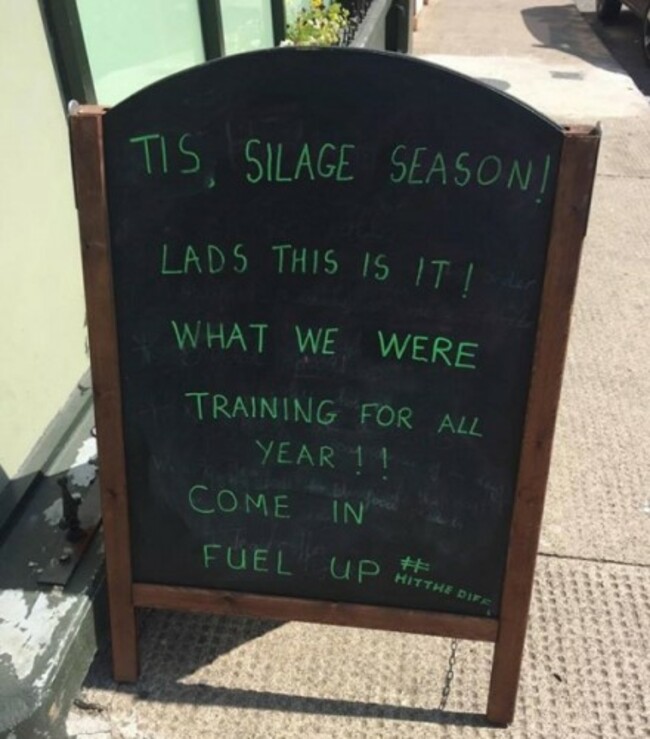 TIS, SILAGE SEASON!
LADS THIS IS IT!
WHAT WE WERE
TRAINING FOR ALL
YEAR!!
COME IN
FUEL UP #
HITTHE DIFF